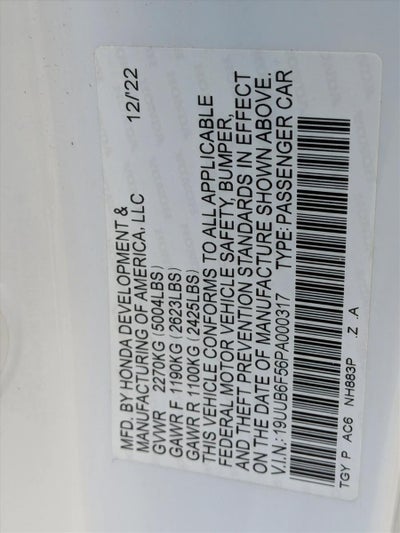 MFD. BY HONDA DEVELOPMENT & 12/'22
MANUFACTURING OF AMERICA, LLC
GVWR 2270KG(5004LBS)
GAWR F 1190KG(2623LBS)
GAWR R 1100KG(2425LBS)
THIS VEHICLE CONFORMS TO ALL APPLICABLE
FEDERAL MOTOR VEHICLE SAFETY, BUMPER,
AND THEFT PREVENTION STANDARDS IN EFFECT
ON THE DATE OF MANUFACTURE SHOWN ABOVE.
V.I.N.:19UUB6F56PA000317 TYPE:PASSENGER CAR
TGY P AC6 NH883P .Z .A